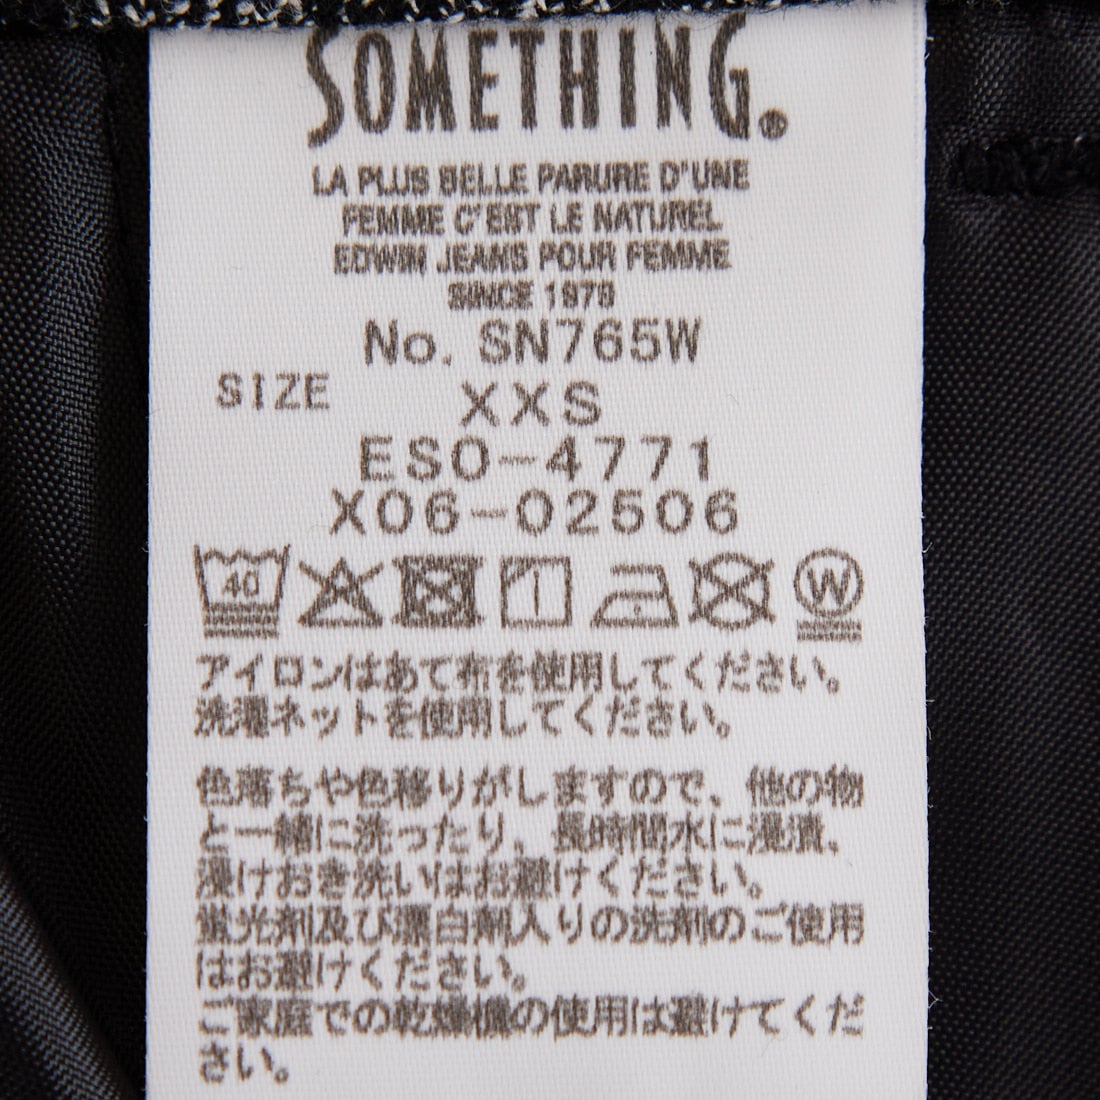 SOMETHING®
LA PLUS BELLE PARURE D'UNE
FEMME C'EST LE NATUREL
EDWIN JEANS POUR FEMME
SINCE 1979
No. SN765W
SIZE XXS
ESO-4771
X06-02506
40 W
アイロンはあて布を使用してください。
洗濯ネットを使用してください。
色落ちや色移りがしますので、他の物
と一緒に洗ったり、長時間水に浸漬、
浸けおき洗いはお避けください。
蛍光剤及び漂白剤入りの洗剤のご使用
はお避けください。
ご家庭での乾燥機の使用は避けてくだ
さい。